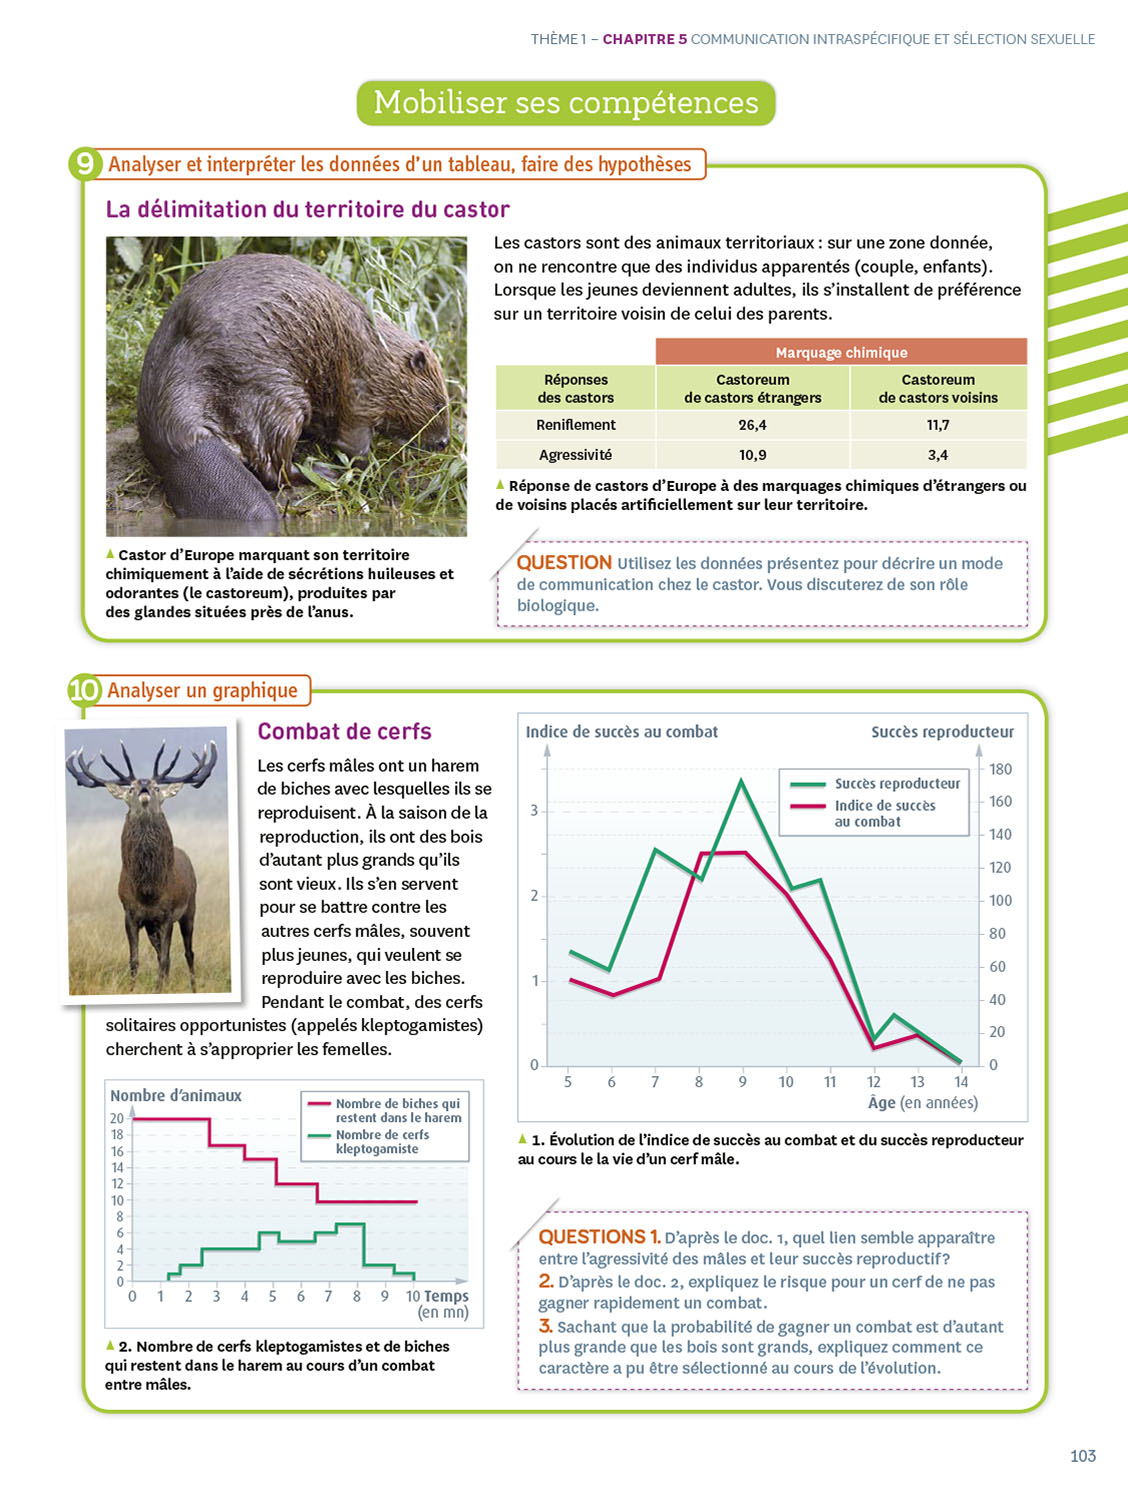 THÈME 1 – CHAPITRE 5 COMMUNICATION INTRASPÉCIFIQUE ET SÉLECTION SEXUELLE
Mobiliser ses compétences
9 Analyser et interpréter les données d'un tableau, faire des hypothèses
La délimitation du territoire du castor
Les castors sont des animaux territoriaux : sur une zone donnée,
on ne rencontre que des individus apparentés (couple, enfants).
Lorsque les jeunes deviennent adultes, ils s'installent de préférence
sur un territoire voisin de celui des parents.
Marquage chimique
Réponses
des castors
Castoreum
de castors étrangers
Castoreum
de castors voisins
Reniflement 26,4 11,7
Agressivité 10,9 3,4
Réponse de castors d'Europe à des marquages chimiques d'étrangers ou
de voisins placés artificiellement sur leur territoire.
Castor d'Europe marquant son territoire
chimiquement à l'aide de sécrétions huileuses et
odorantes (le castoreum), produites par
des glandes situées près de l'anus.
QUESTION Utilisez les données présentez pour décrire un mode
de communication chez le castor. Vous discuterez de son rôle
biologique.
10 Analyser un graphique
Combat de cerfs
Les cerfs mâles ont un harem
de biches avec lesquelles ils se
reproduisent. À la saison de la
reproduction, ils ont des bois
d'autant plus grands qu'ils
sont vieux. Ils s'en servent
pour se battre contre les
autres cerfs mâles, souvent
plus jeunes, qui veulent se
reproduire avec les biches.
Pendant le combat, des cerfs
solitaires opportunistes (appelés kleptogamistes)
cherchent à s'approprier les femelles.
Indice de succès au combat
Succès reproducteur
Succès reproducteur
Indice de succès
au combat
3
2
1
0
180
160
140
120
100
80
60
40
20
0
5 6 7 8 9 10 11 12 13 14
Âge (en années)
1. Évolution de l'indice de succès au combat et du succès reproducteur
au cours le la vie d'un cerf mâle.
Nombre d'animaux
Nombre de biches qui
restent dans le harem
Nombre de cerfs
kleptogamiste
20
18
16
14
12
10
8
6
4
2
0
0 1 2 3 4 5 6 7 8 9 10 Temps
(en mn)
2. Nombre de cerfs kleptogamistes et de biches
qui restent dans le harem au cours d'un combat
entre mâles.
QUESTIONS 1. D'après le doc. 1, quel lien semble apparaître
entre l'agressivité des mâles et leur succès reproductif ?
2. D'après le doc. 2, expliquez le risque pour un cerf de ne pas
gagner rapidement un combat.
3. Sachant que la probabilité de gagner un combat est d'autant
plus grande que les bois sont grands, expliquez comment ce
caractère a pu être sélectionné au cours de l'évolution.
103